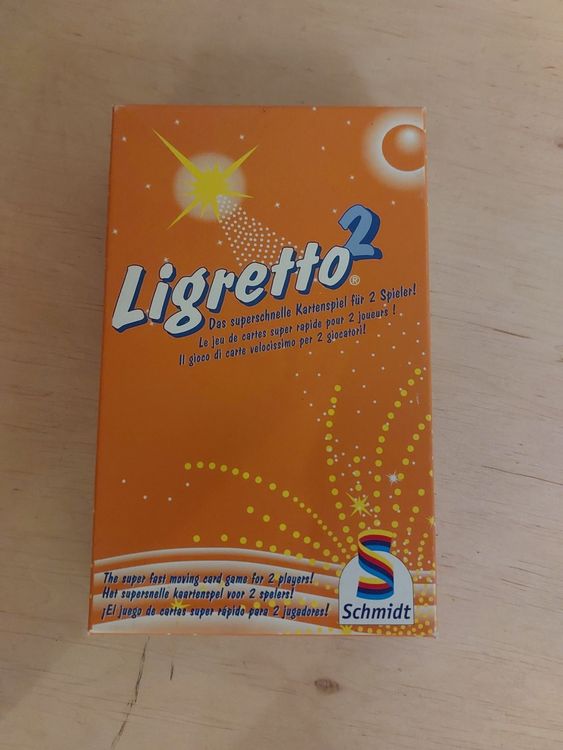 Ligretto²®
Das superschnelle Kartenspiel für 2 Spieler!
Le jeu de cartes super rapide pour 2 joueurs !
Il gioco di carte velocissimo per 2 giocatori!
The super fast moving card game for 2 players!
Het supersnelle kaartenspel voor 2 spelers!
¡El juego de cartas super rápido para 2 jugadores!
Schmidt